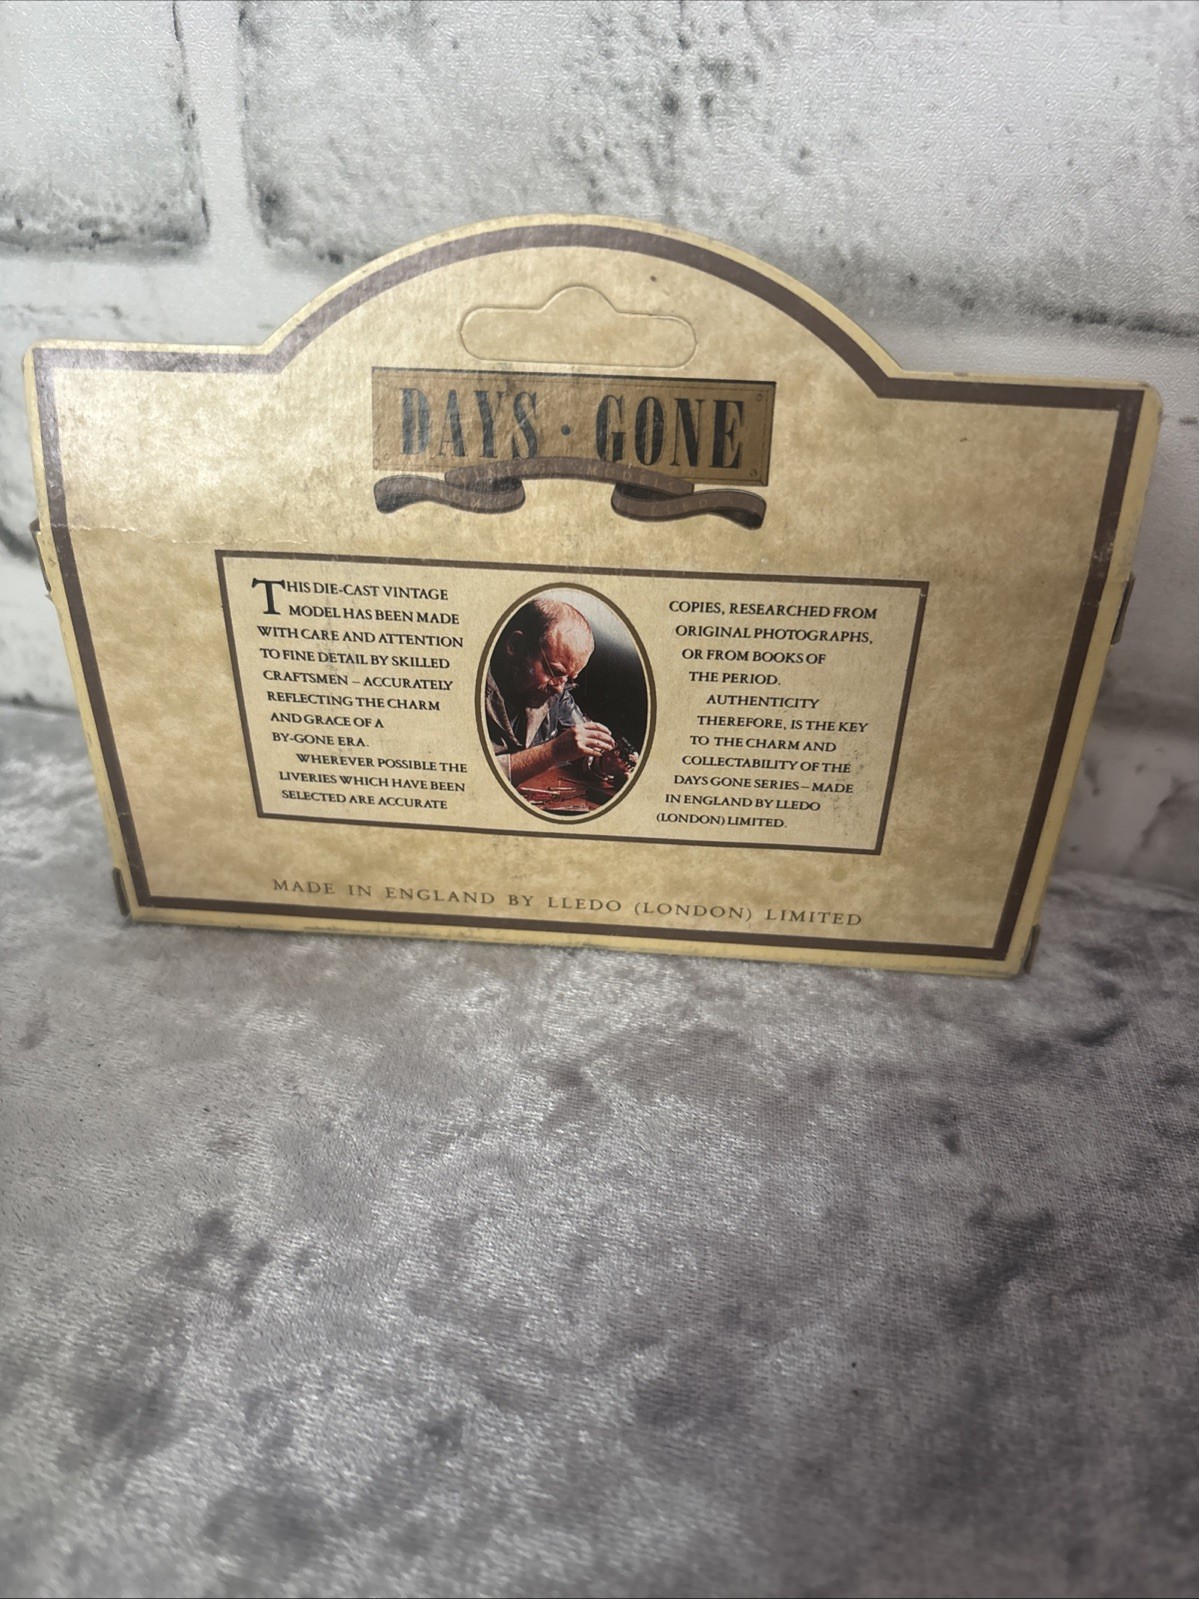 DAYS · GONE
THIS DIE-CAST VINTAGE
MODEL HAS BEEN MADE
WITH CARE AND ATTENTION
TO FINE DETAIL BY SKILLED
CRAFTSMEN – ACCURATELY
REFLECTING THE CHARM
AND GRACE OF A
BY-GONE ERA.
WHEREVER POSSIBLE THE
LIVERIES WHICH HAVE BEEN
SELECTED ARE ACCURATE
COPIES, RESEARCHED FROM
ORIGINAL PHOTOGRAPHS,
OR FROM BOOKS OF
THE PERIOD.
AUTHENTICITY
THEREFORE, IS THE KEY
TO THE CHARM AND
COLLECTABILITY OF THE
DAYS GONE SERIES – MADE
IN ENGLAND BY LLEDO
(LONDON) LIMITED.
MADE IN ENGLAND BY LLEDO (LONDON) LIMITED